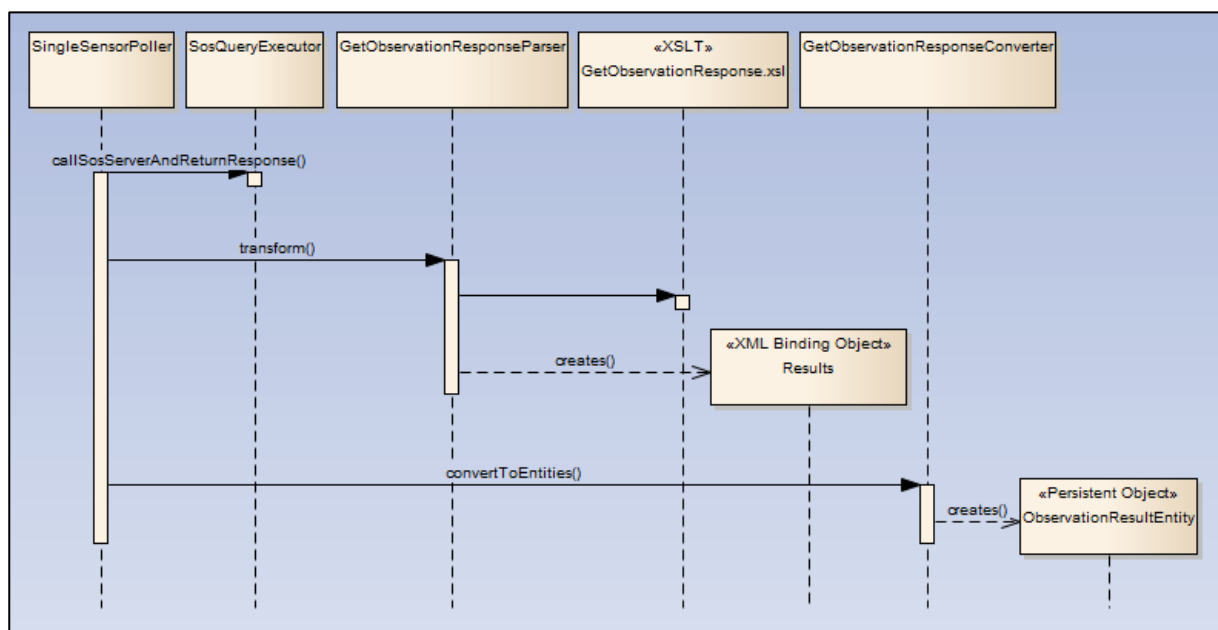 SingleSensorPoller
SosQueryExecutor
GetObservationResponseParser
«XSLT»
GetObservationResponse.xsl
GetObservationResponseConverter
callSosServerAndReturnResponse()
transform()
«XML Binding Object»
Results
creates()
convertToEntities()
«Persistent Object»
ObservationResultEntity
creates()